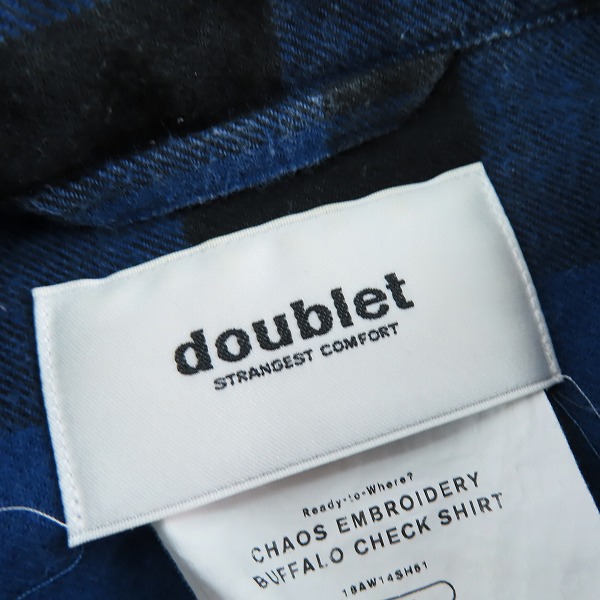 doublet
STRANGEST COMFORT
Ready-to-Where?
CHAOS EMBROIDERY
BUFFALO CHECK SHIRT
18AW14SH61